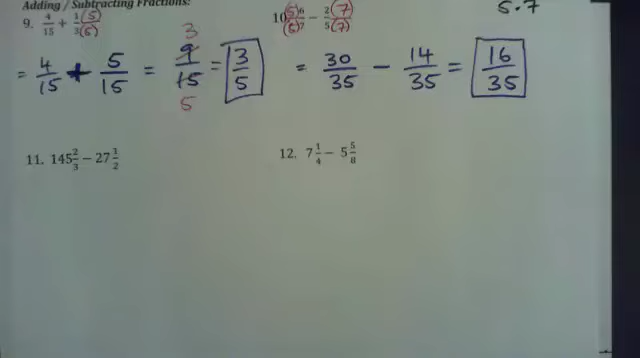 Adding / Subtracting Fractions:
9. 4/15 + 1(5)/3(5)
10 (5)6/(5)7 − 2(7)/5(7)
5·7
= 4/15 + 5/15 = 9/15 = 3/5
3
5
= 30/35 − 14/35 = 16/35
11. 145 2/3 − 27 1/2
12. 7 1/4 − 5 5/8